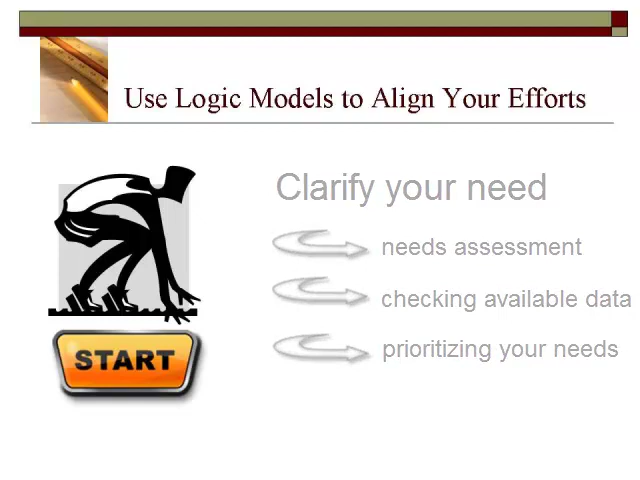 Use Logic Models to Align Your Efforts
Clarify your need
needs assessment
checking available data
prioritizing your needs
START